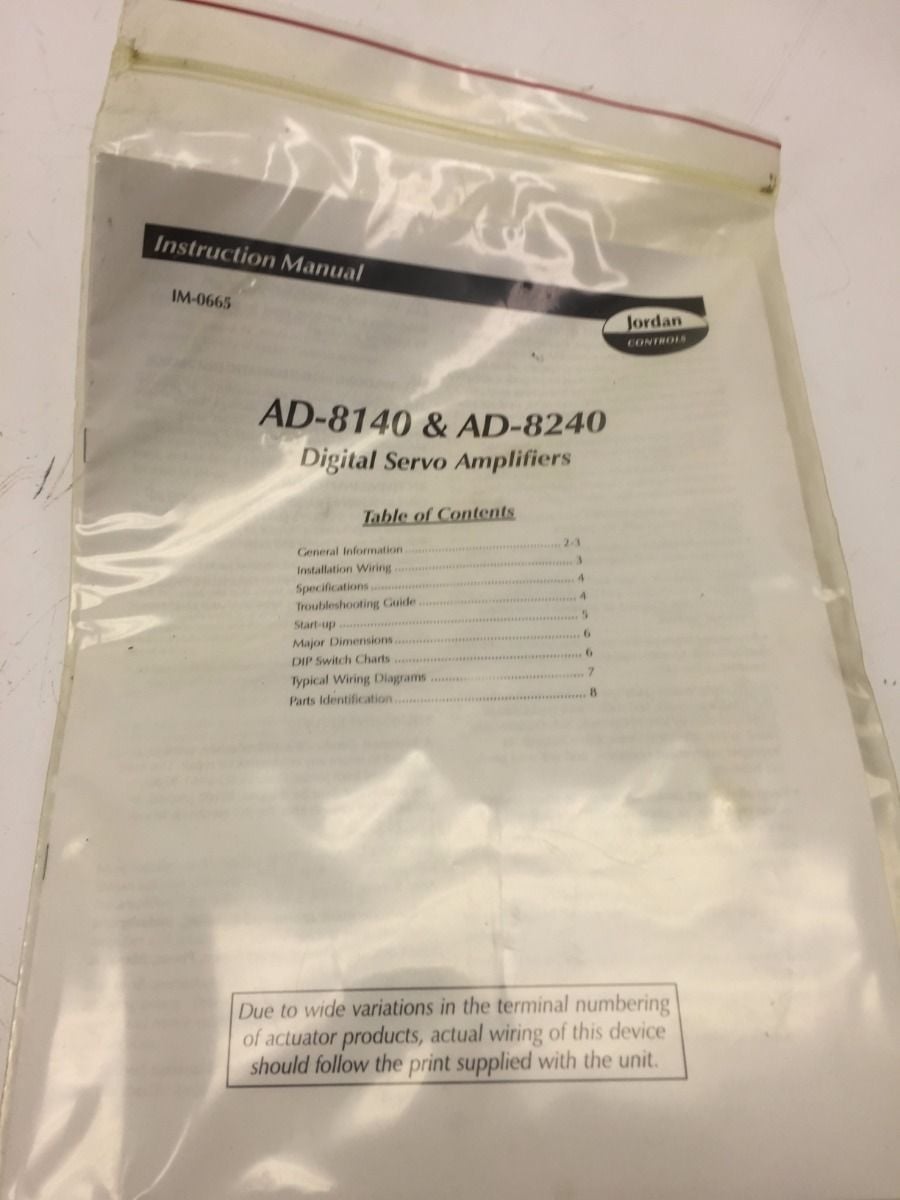 Instruction Manual
IM-0665
Jordan
CONTROLS
AD-8140 & AD-8240
Digital Servo Amplifiers
Table of Contents
General Information ........................................ 2-3
Installation Wiring ............................................. 3
Specifications .................................................... 4
Troubleshooting Guide ....................................... 4
Start-up ............................................................. 5
Major Dimensions .............................................. 6
DIP Switch Charts .............................................. 6
Typical Wiring Diagrams .................................... 7
Parts Identification ............................................. 8
Due to wide variations in the terminal numbering
of actuator products, actual wiring of this device
should follow the print supplied with the unit.